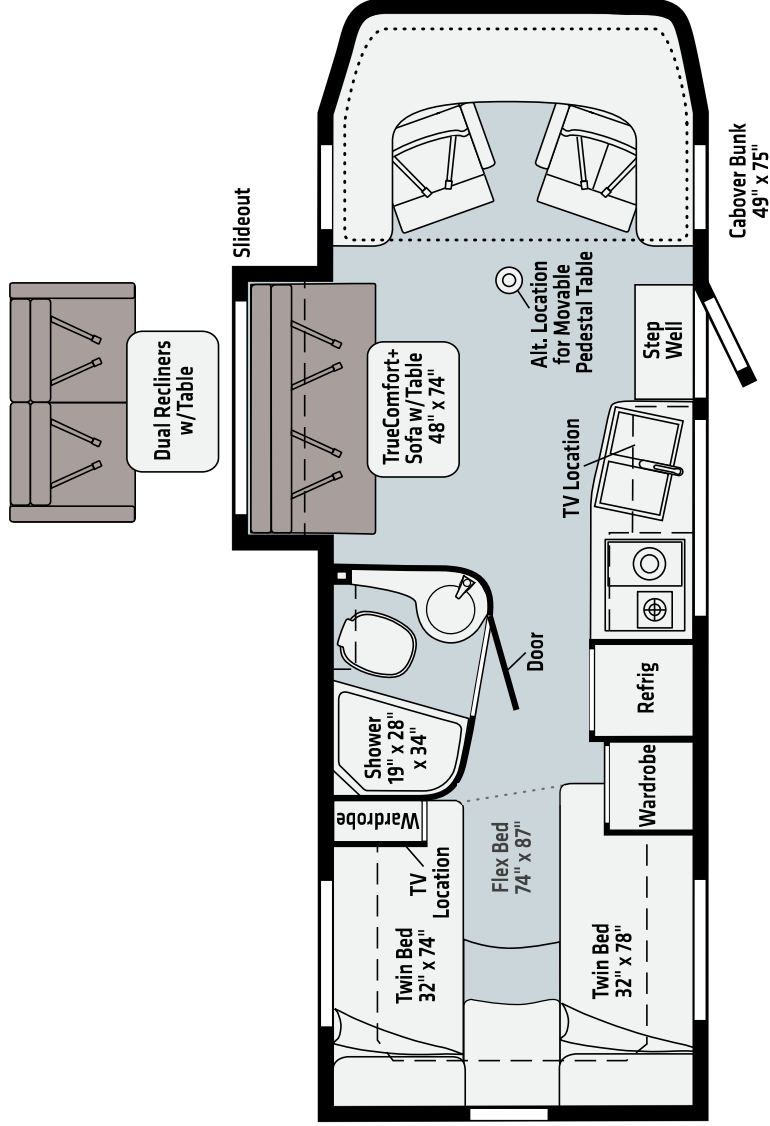 Slideout
Cabover Bunk
49" x 75"
Dual Recliners
w/Table
TrueComfort+
Sofa w/Table
48" x 74"
Alt. Location
for Movable
Pedestal Table
Step
Well
TV Location
Door
Refrig
Shower
19" x 28"
x 34"
Wardrobe
Wardrobe
TV
Location
Flex Bed
74" x 87"
Twin Bed
32" x 74"
Twin Bed
32" x 78"